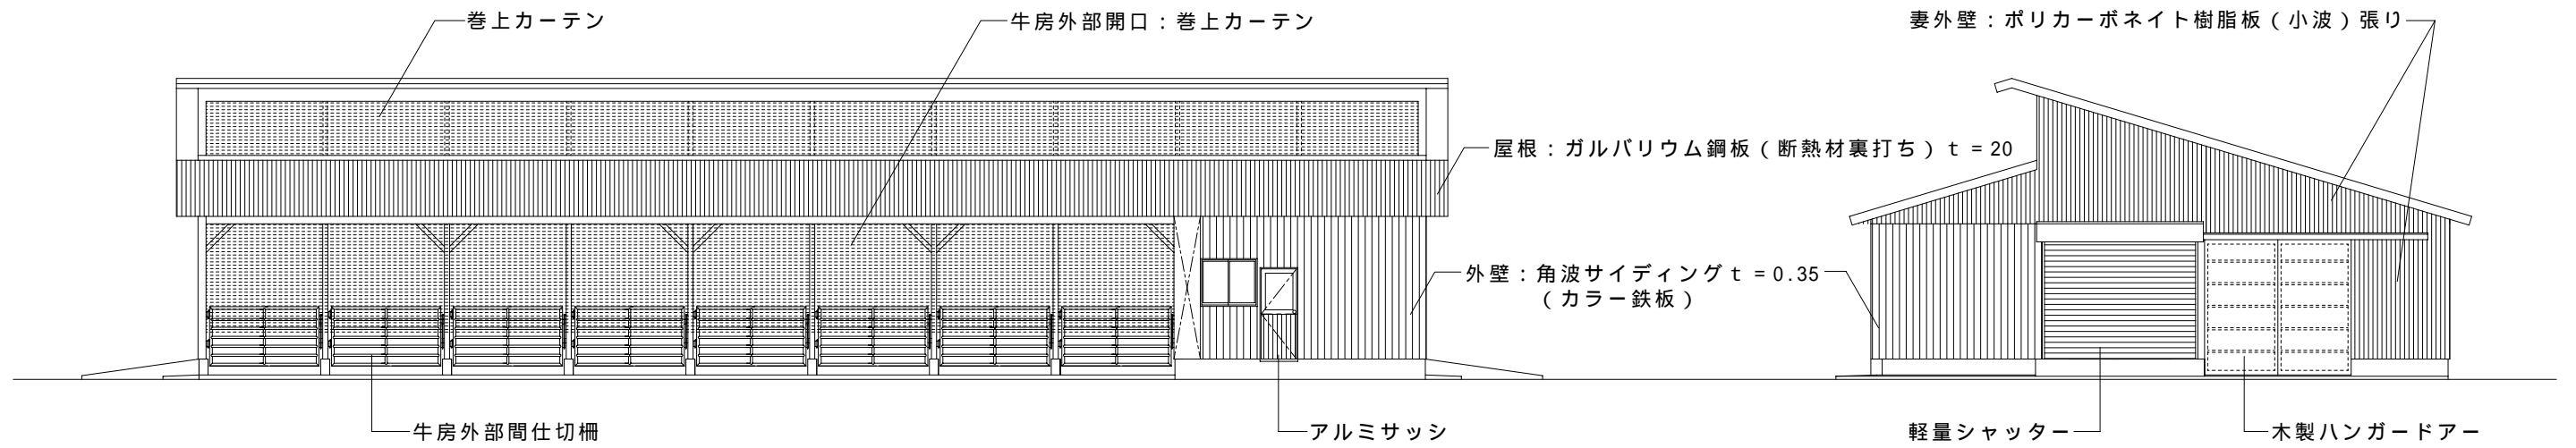 巻上カーテン
牛房外部開口：巻上カーテン
妻外壁：ポリカーボネイト樹脂板（小波）張り
屋根：ガルバリウム鋼板（断熱材裏打ち）ｔ＝20
外壁：角波サイディングｔ＝0.35
（カラー鉄板）
牛房外部間仕切柵
アルミサッシ
軽量シャッター
木製ハンガードアー